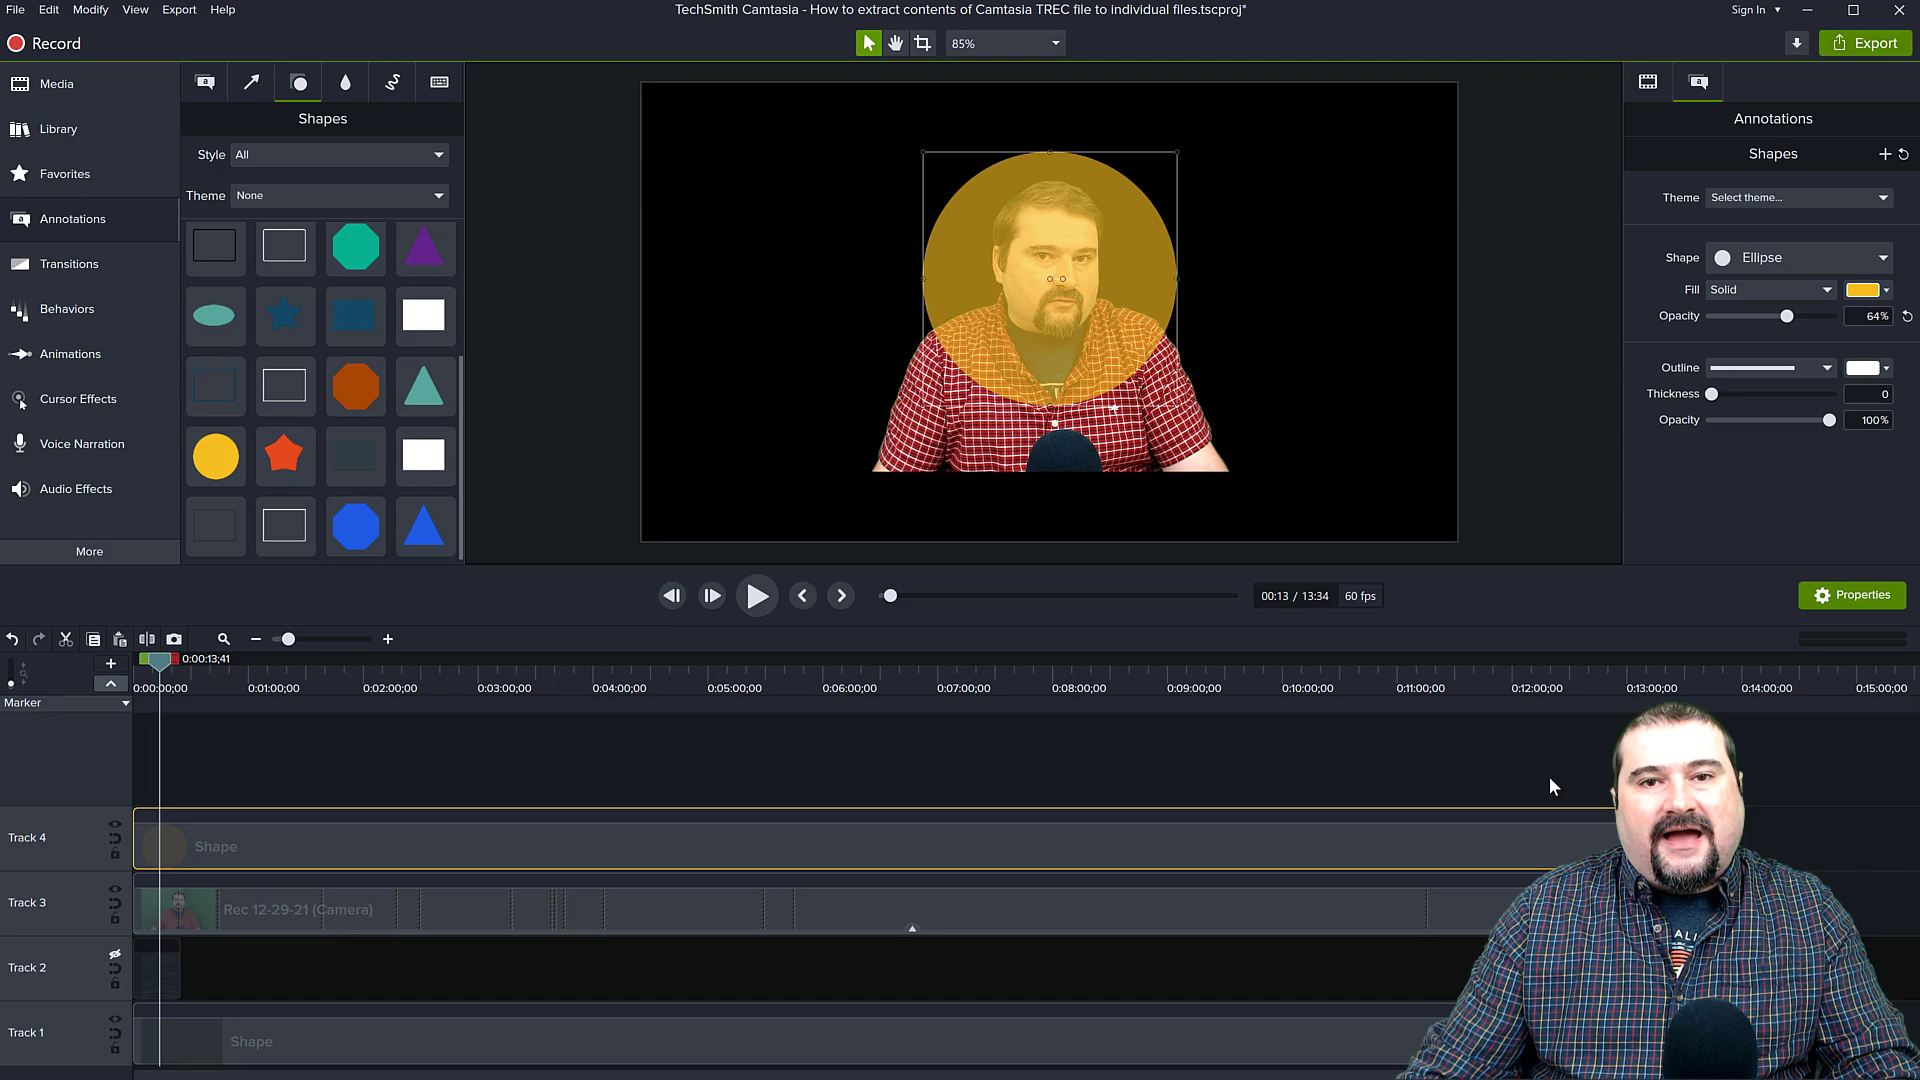 File Edit Modify View Export Help
TechSmith Camtasia - How to extract contents of Camtasia TREC file to individual files.tscproj*
Sign In
Record
85%
Export
Media
Library
Favorites
Annotations
Transitions
Behaviors
Animations
Cursor Effects
Voice Narration
Audio Effects
More
Shapes
Style All
Theme None
Annotations
Shapes
Theme Select theme...
Shape Ellipse
Fill Solid
Opacity 64%
Outline
Thickness 0
Opacity 100%
00:13 / 13:34 60 fps
Properties
0:00:13;41
0:00:00;00 0:01:00;00 0:02:00;00 0:03:00;00 0:04:00;00 0:05:00;00 0:06:00;00 0:07:00;00 0:08:00;00 0:09:00;00 0:10:00;00 0:11:00;00 0:12:00;00 0:13:00;00 0:14:00;00 0:15:00;00
Marker
Track 4
Shape
Track 3
Rec 12-29-21 (Camera)
Track 2
Track 1
Shape
ALI